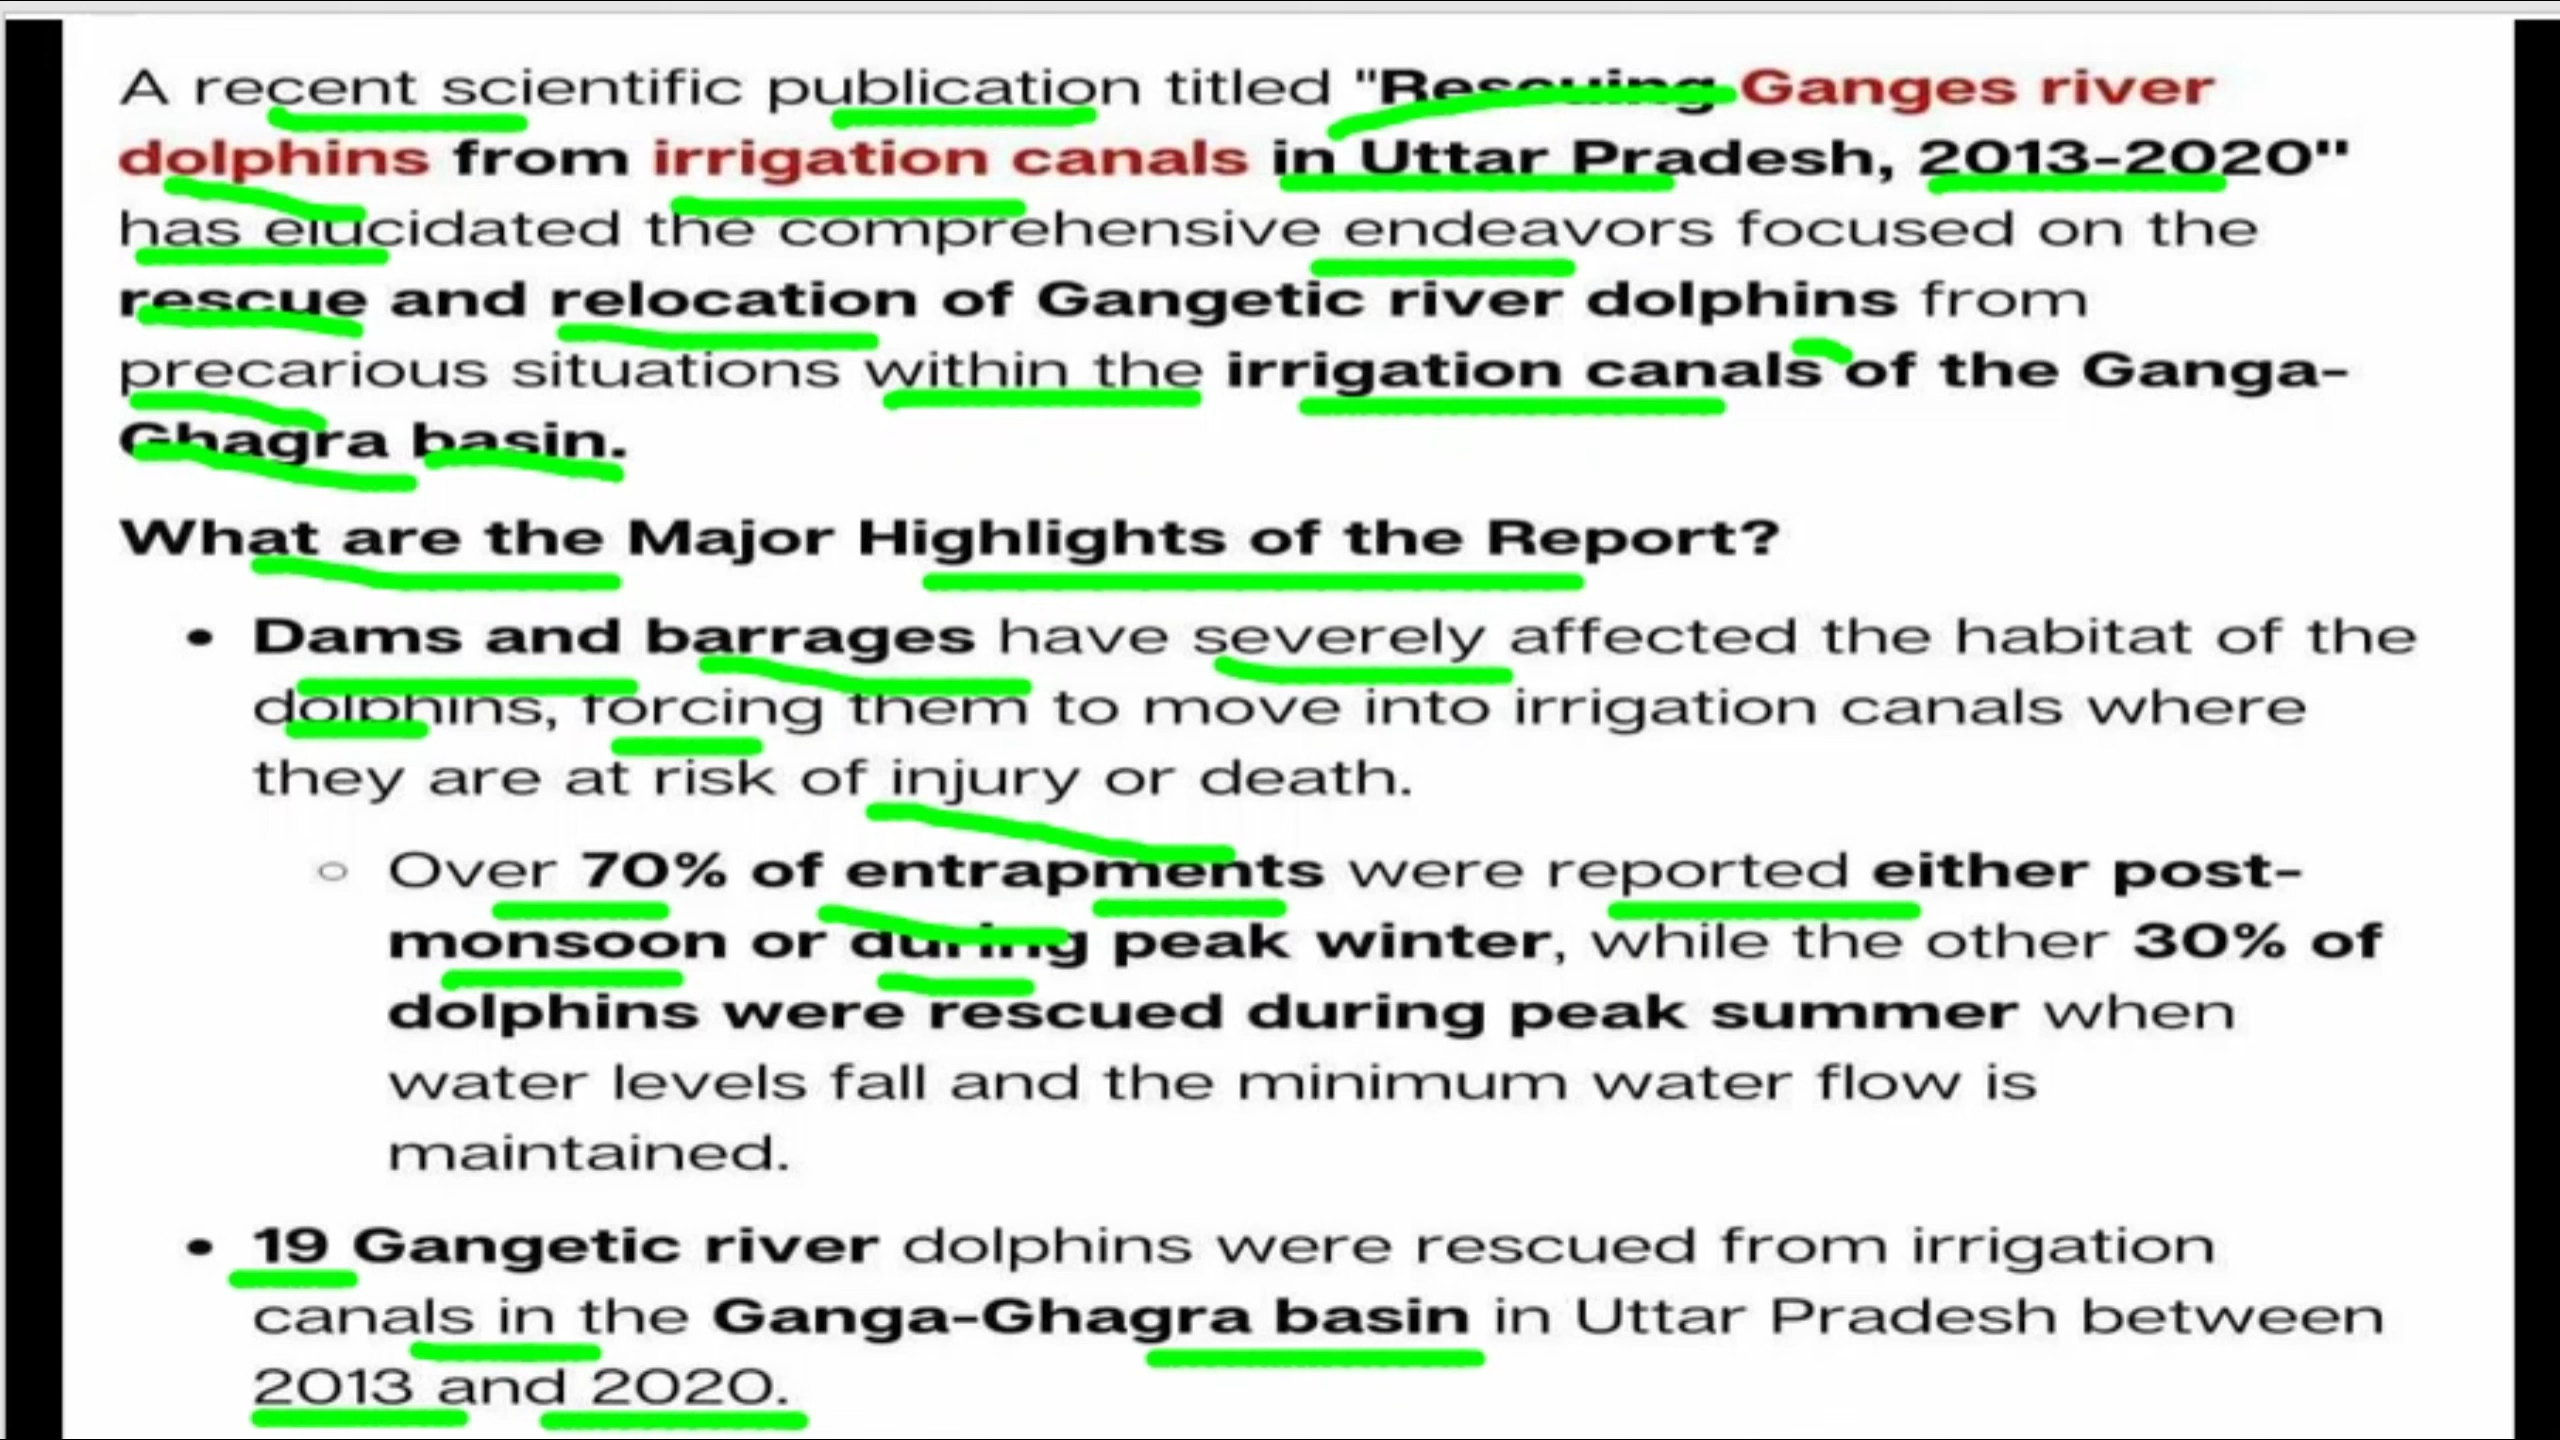 A recent scientific publication titled "Rescuing Ganges river
dolphins from irrigation canals in Uttar Pradesh, 2013-2020"
has elucidated the comprehensive endeavors focused on the
rescue and relocation of Gangetic river dolphins from
precarious situations within the irrigation canals of the Ganga-
Ghagra basin.
What are the Major Highlights of the Report?
• Dams and barrages have severely affected the habitat of the
dolphins, forcing them to move into irrigation canals where
they are at risk of injury or death.
○ Over 70% of entrapments were reported either post-
monsoon or during peak winter, while the other 30% of
dolphins were rescued during peak summer when
water levels fall and the minimum water flow is
maintained.
• 19 Gangetic river dolphins were rescued from irrigation
canals in the Ganga-Ghagra basin in Uttar Pradesh between
2013 and 2020.